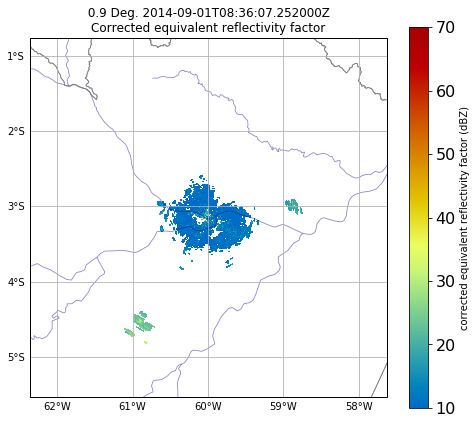 0.9 Deg. 2014-09-01T08:36:07.252000Z
Corrected equivalent reflectivity factor
1°S
2°S
3°S
4°S
5°S
62°W 61°W 60°W 59°W 58°W
70
60
50
40
30
20
10
corrected equivalent reflectivity factor (dBZ)